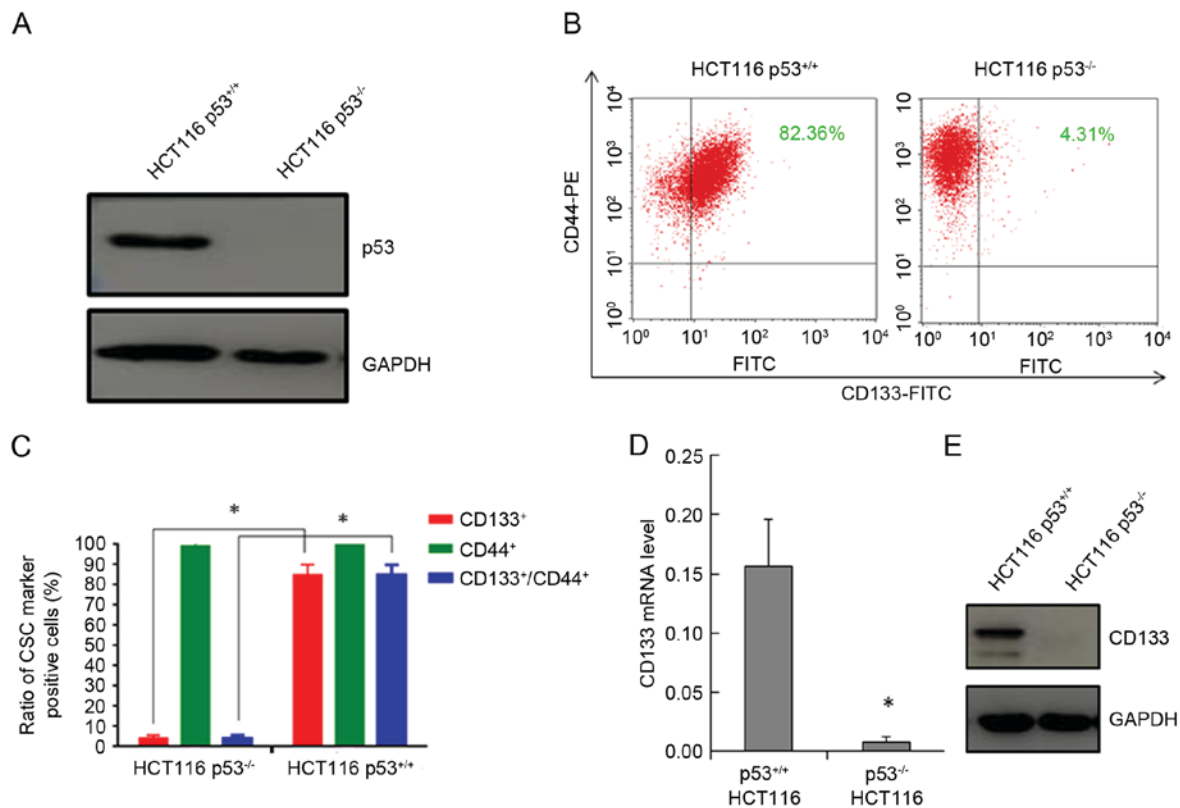 A
HCT116 p53+/+
HCT116 p53-/-
p53
GAPDH
B
HCT116 p53+/+
HCT116 p53-/-
CD44-PE
10⁴
10³
10²
10¹
10⁰
82.36%
10⁰ 10¹ 10² 10³ 10⁴
FITC
10
10³
10²
10¹
10⁰
4.31%
10⁰ 10¹ 10² 10³ 10⁴
FITC
CD133-FITC
C
Ratio of CSC marker
positive cells (%)
100
90
80
70
60
50
40
30
20
10
0
*
*
CD133⁺
CD44⁺
CD133⁺/CD44⁺
HCT116 p53-/-
HCT116 p53+/+
D
CD133 mRNA level
0.25
0.20
0.15
0.10
0.05
0.00
*
p53+/+
HCT116
p53-/-
HCT116
E
HCT116 p53+/+
HCT116 p53-/-
CD133
GAPDH